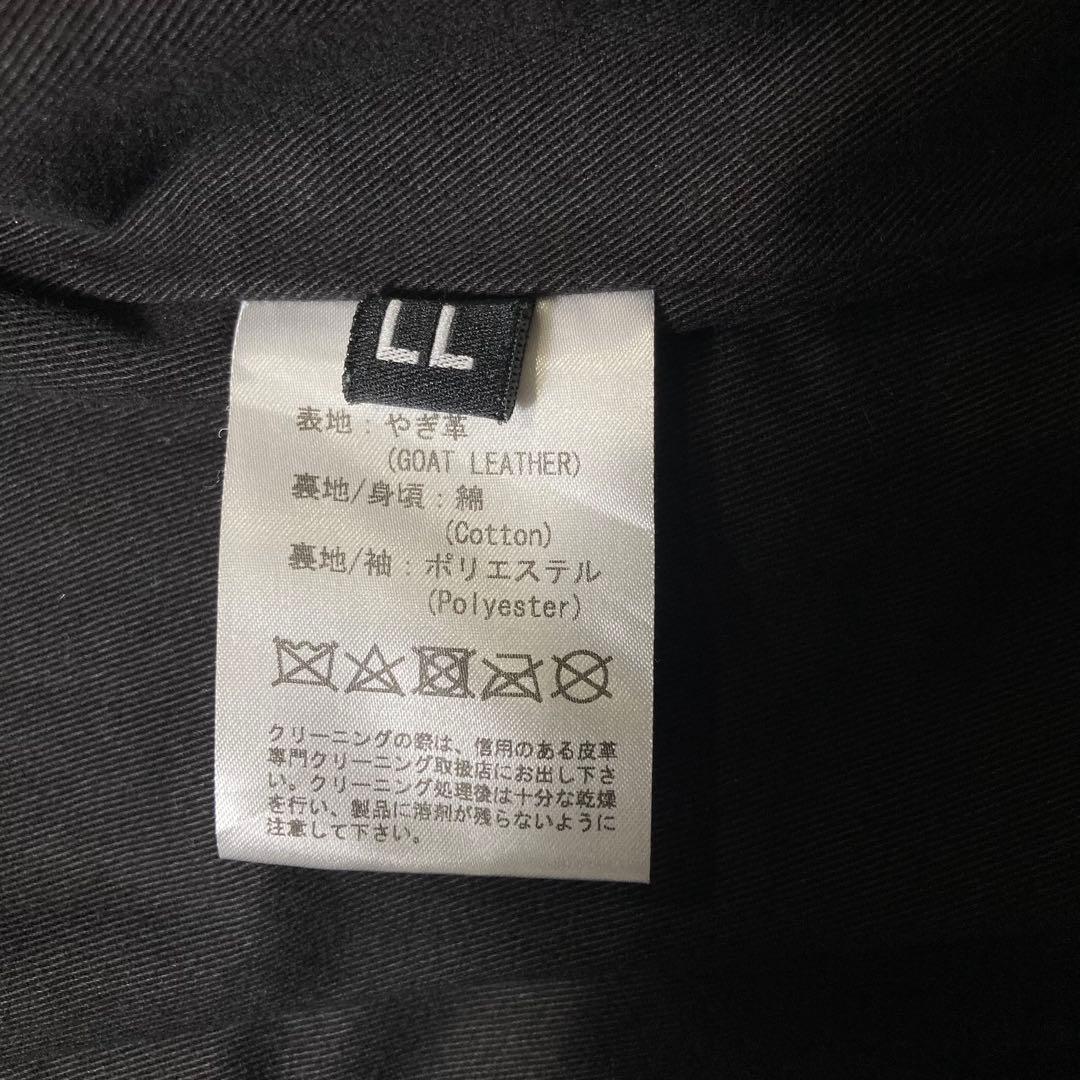 LL
表地：やぎ革
(GOAT LEATHER)
裏地/身頃：綿
(Cotton)
裏地/袖：ポリエステル
(Polyester)
クリーニングの際は、信用のある皮革
専門クリーニング取扱店にお出し下さ
い。クリーニング処理後は十分な乾燥
を行い、製品に溶剤が残らないように
注意して下さい。